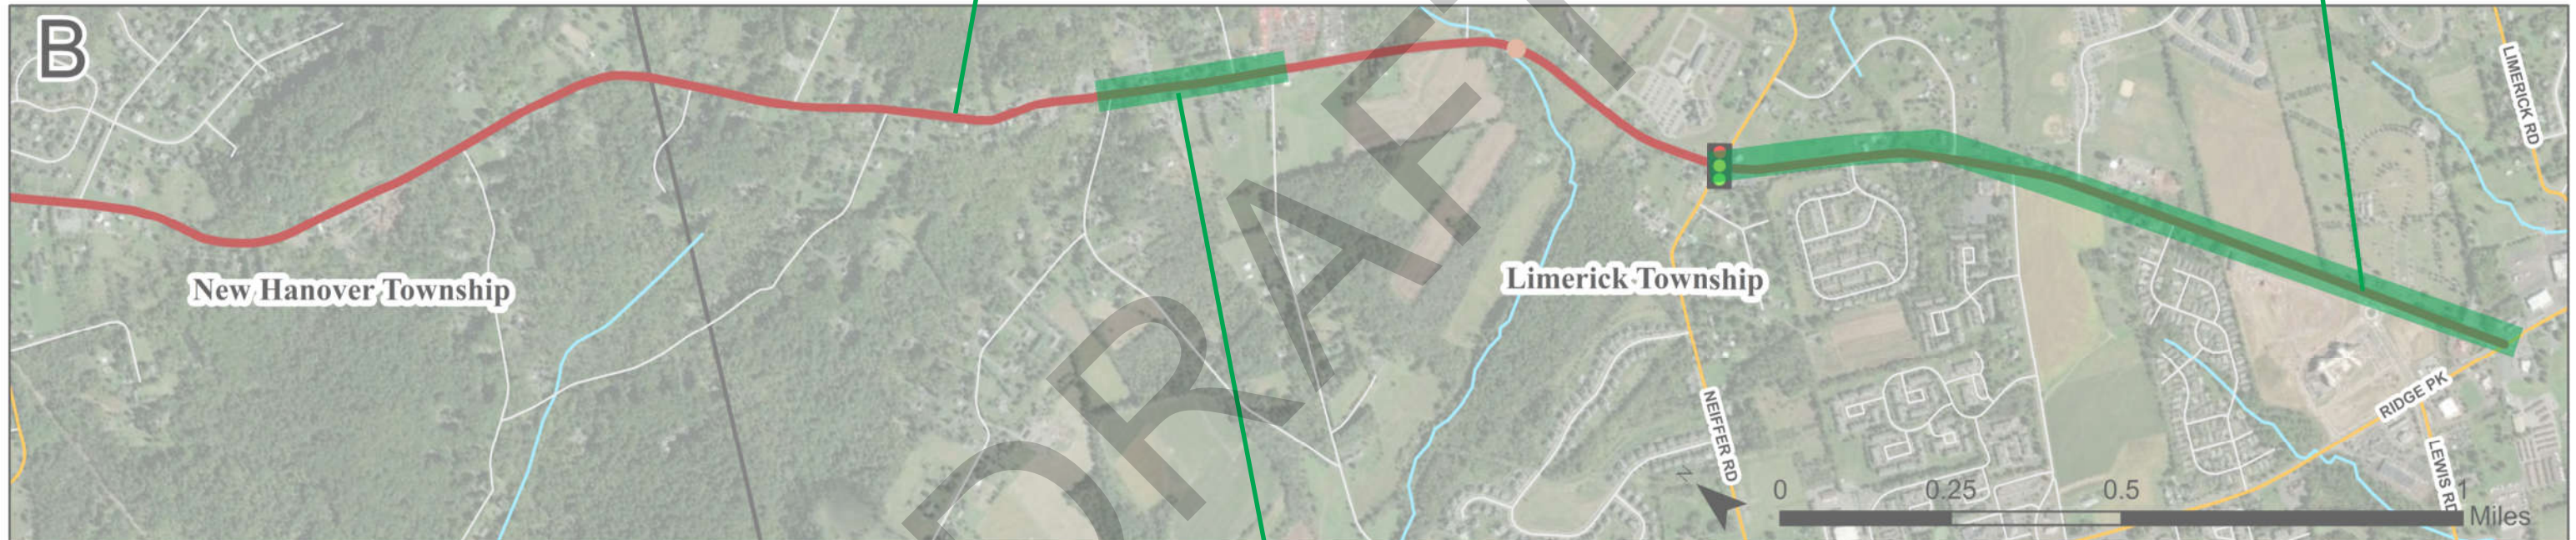 B
LIMERICK RD
DRAFT
New Hanover Township
Limerick Township
RIDGE PK
NEIFFER RD
LEWIS RD
N
0 0.25 0.5 1
Miles